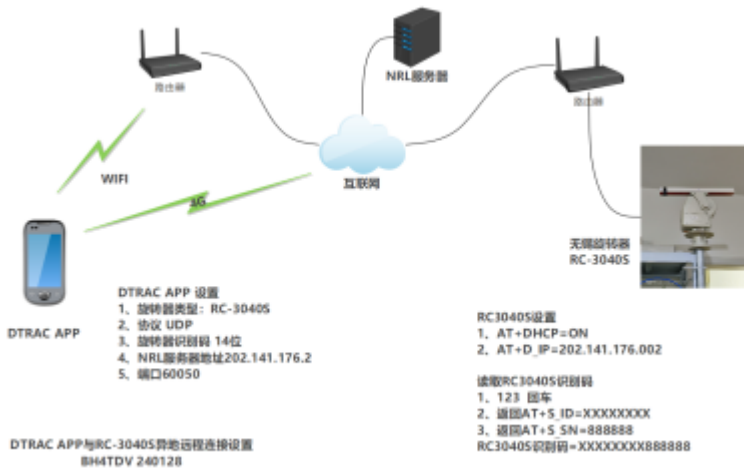 路由器
NRL服务器
路由器
互联网
WIFI
3G
无锡旋转器
RC-3040S
DTRAC APP
DTRAC APP 设置
1、旋转器类型：RC-3040S
2、协议 UDP
3、旋转器识别码 14位
4、NRL服务器地址202.141.176.2
5、端口60050
RC3040S设置
1、AT+DHCP=ON
2、AT+D_IP=202.141.176.002
读取RC3040S识别码
1、123 回车
2、返回AT+S_ID=XXXXXXXX
3、返回AT+S_SN=888888
RC3040S识别码=XXXXXXXX888888
DTRAC APP与RC-3040S异地远程连接设置
BH4TDV 240128